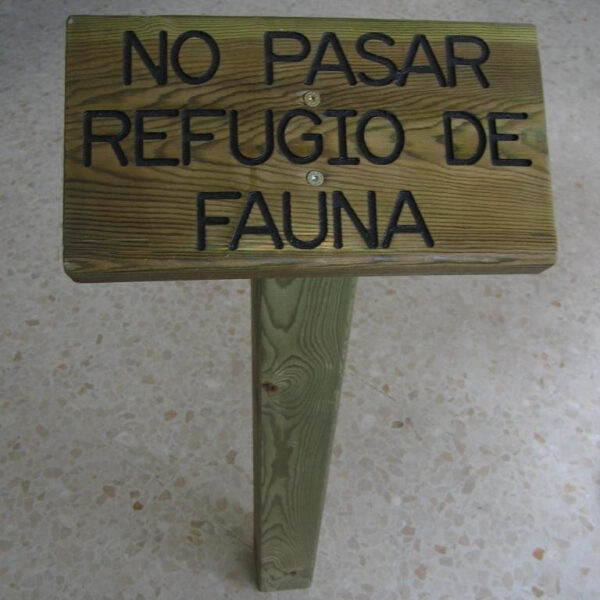 NO PASAR
REFUGIO DE
FAUNA